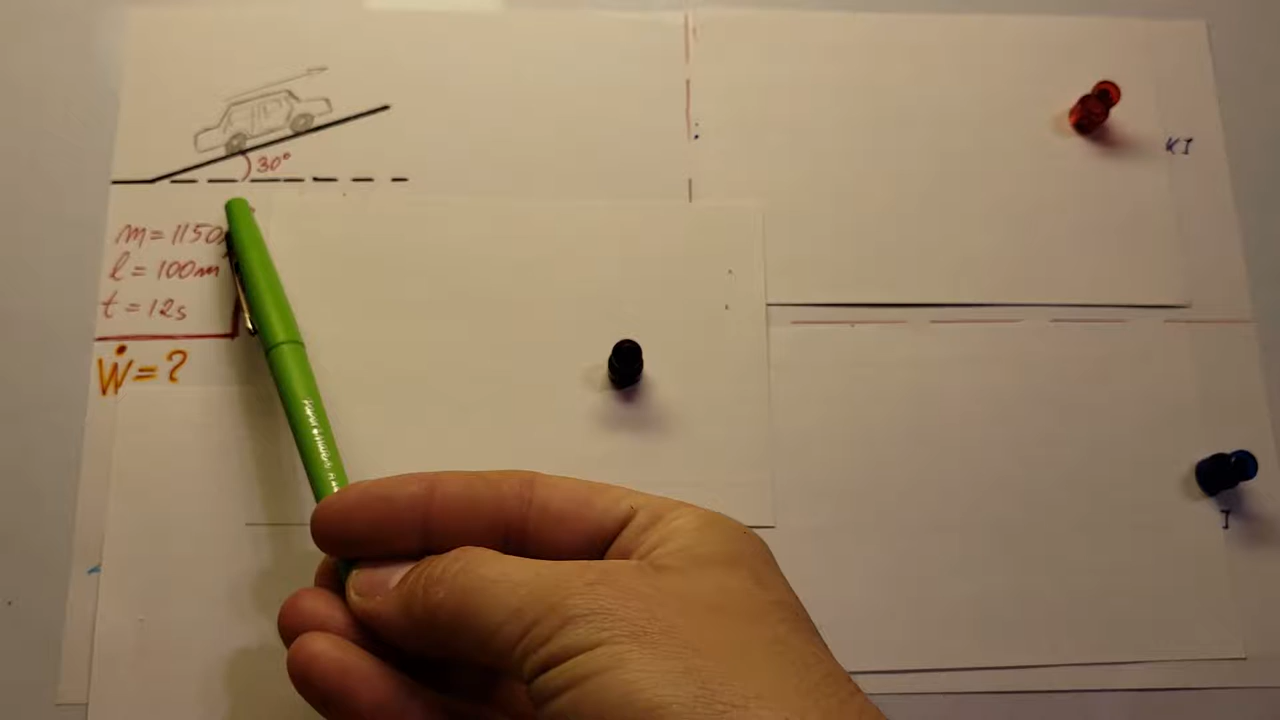 30°
KI
m = 1150
l = 100m
t = 12s
Ẇ = ?
I